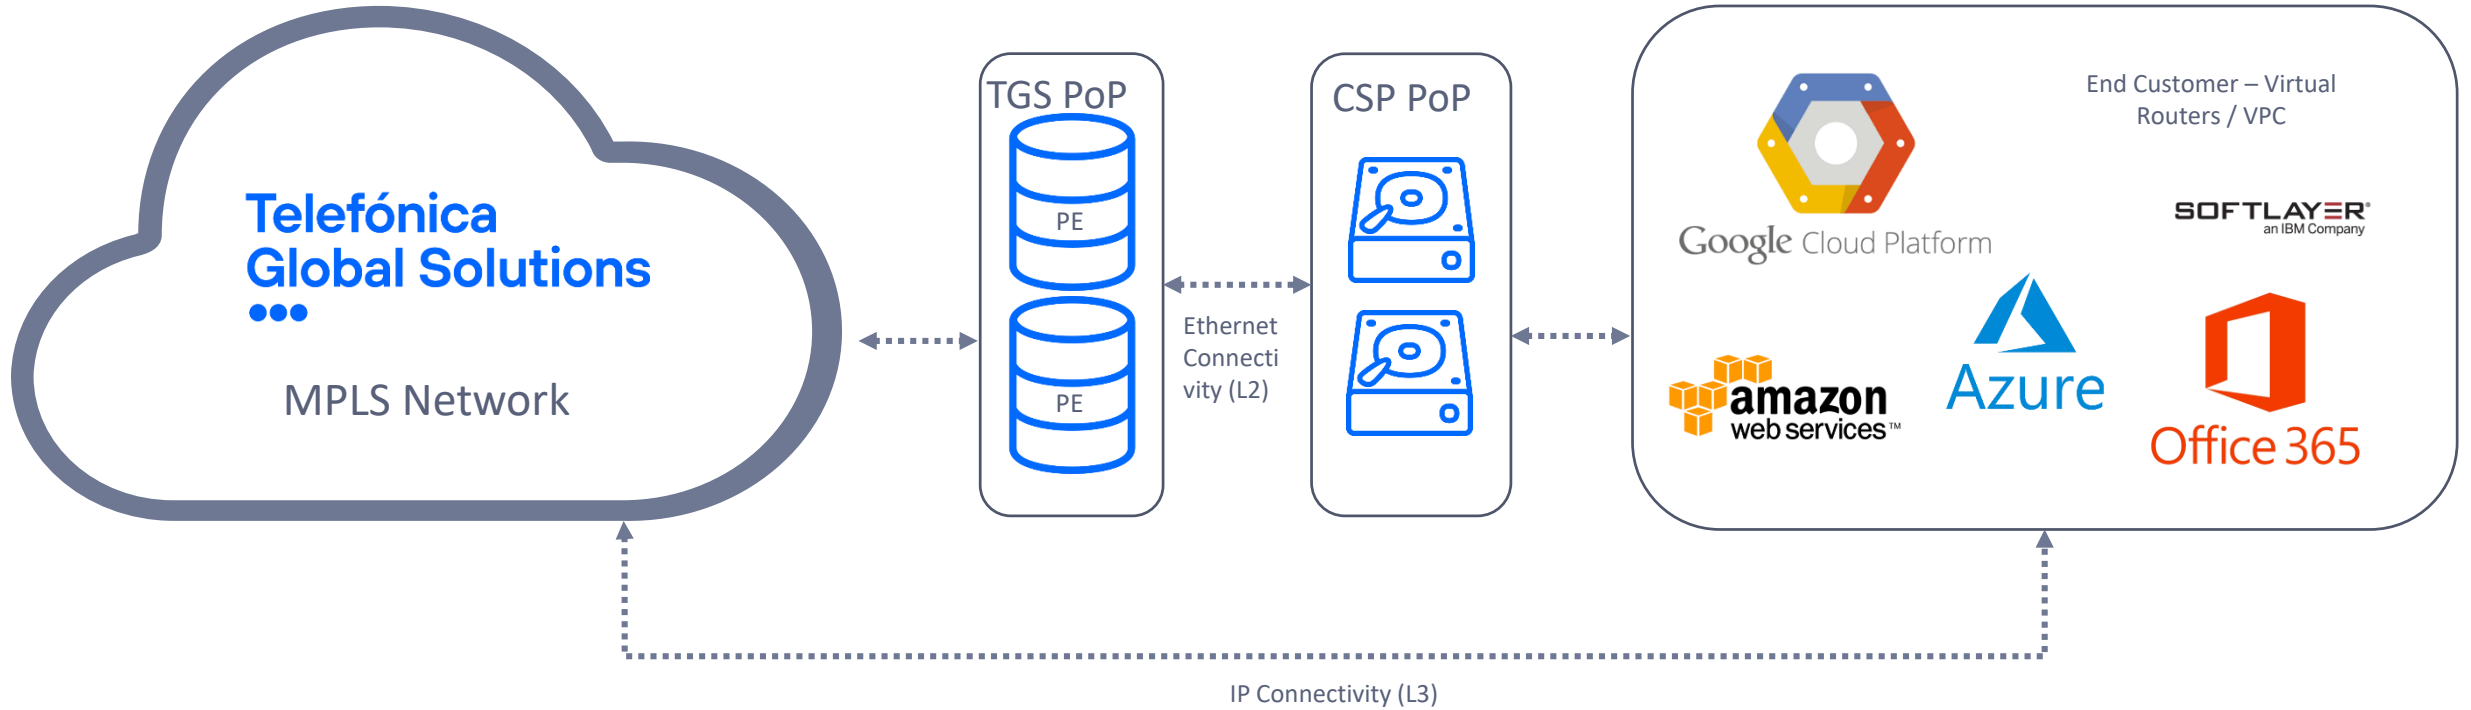 Telefónica
Global Solutions
MPLS Network
TGS PoP
PE
PE
Ethernet
Connecti
vity (L2)
CSP PoP
End Customer – Virtual
Routers / VPC
Google Cloud Platform
SOFTLAYER®
an IBM Company
Azure
amazon
web services™
Office 365
IP Connectivity (L3)